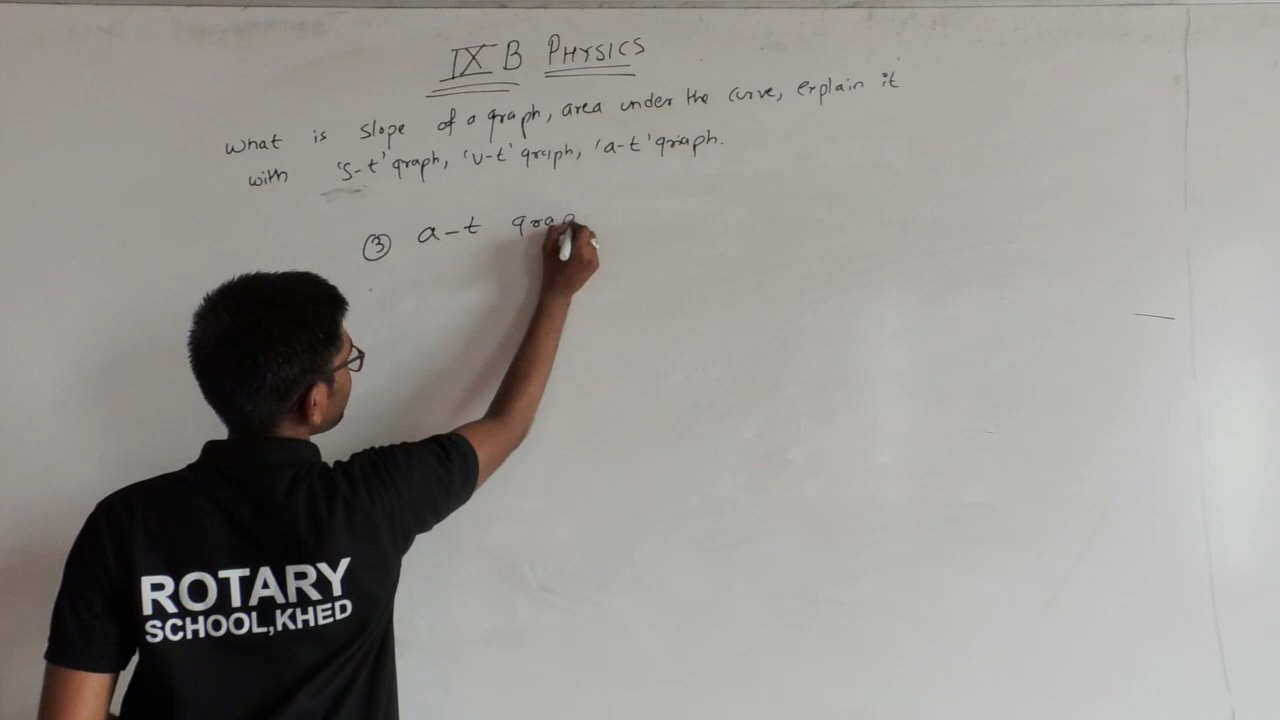 IX B PHYSICS
What is slope of a graph, area under the curve, explain it
with 's-t' graph, 'v-t' graph, 'a-t' graph.
③ a-t grap
ROTARY
SCHOOL,KHED